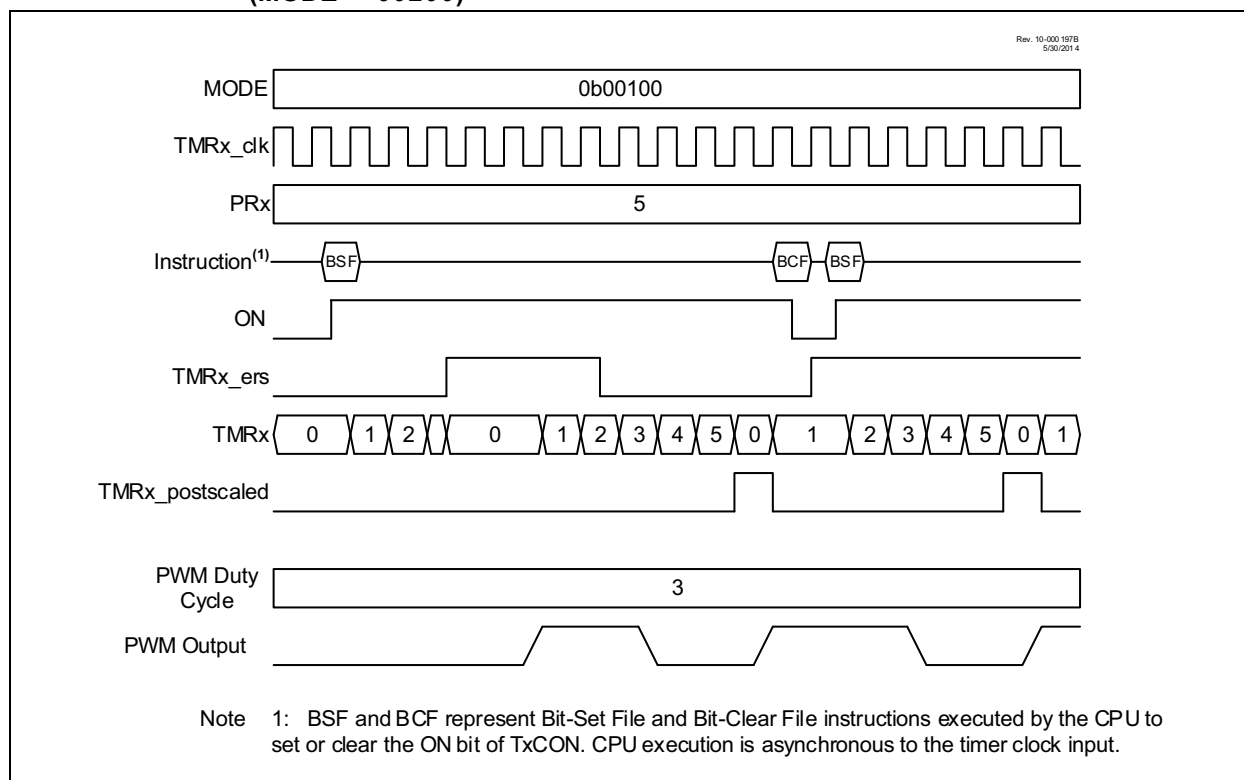 Rev. 10-000 197B
5/30/201 4
MODE 0b00100
TMRx_clk
PRx 5
Instruction(1) BSF BCF BSF
ON
TMRx_ers
TMRx 0 1 2 0 1 2 3 4 5 0 1 2 3 4 5 0 1
TMRx_postscaled
PWM Duty
Cycle 3
PWM Output
Note 1: BSF and BCF represent Bit-Set File and Bit-Clear File instructions executed by the CPU to
set or clear the ON bit of TxCON. CPU execution is asynchronous to the timer clock input.